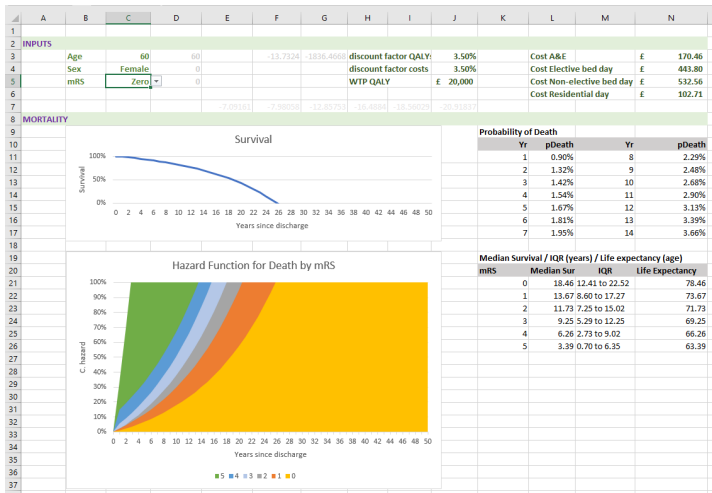 A B C D E F G H I J K L M N
1
2 INPUTS
3 Age 60 60 -13.7324 -1836.4668 discount factor QALYs 3.50% Cost A&E £ 170.46
4 Sex Female 0 discount factor costs 3.50% Cost Elective bed day £ 443.80
5 mRS Zero 0 WTP QALY £ 20,000 Cost Non-elective bed day £ 532.56
6 0 Cost Residential day £ 102.71
7
8 MORTALITY
9 Probability of Death
10 Yr pDeath Yr pDeath
11 1 0.90% 8 2.29%
12 2 1.32% 9 2.48%
13 3 1.42% 10 2.68%
14 4 1.54% 11 2.90%
15 5 1.67% 12 3.13%
16 6 1.81% 13 3.39%
17 7 1.95% 14 3.66%
Survival
Survival
100%
50%
0%
0 2 4 6 8 10 12 14 16 18 20 22 24 26 28 30 32 34 36 38 40 42 44 46 48 50
Years since discharge
18
19 Median Survival / IQR (years) / Life expectancy (age)
20 mRS Median Sur IQR Life Expectancy
21 0 18.46 12.41 to 22.52 78.46
22 1 13.67 8.60 to 17.27 73.67
23 2 11.73 7.25 to 15.02 71.73
24 3 9.25 5.29 to 12.25 69.25
25 4 6.26 2.73 to 9.02 66.26
26 5 3.39 0.70 to 6.35 63.39
27
28
29
30
31
32
33
34
35
36
37
Hazard Function for Death by mRS
C. hazard
100%
90%
80%
70%
60%
50%
40%
30%
20%
10%
0%
0 2 4 6 8 10 12 14 16 18 20 22 24 26 28 30 32 34 36 38 40 42 44 46 48 50
Years since discharge
5 4 3 2 1 0